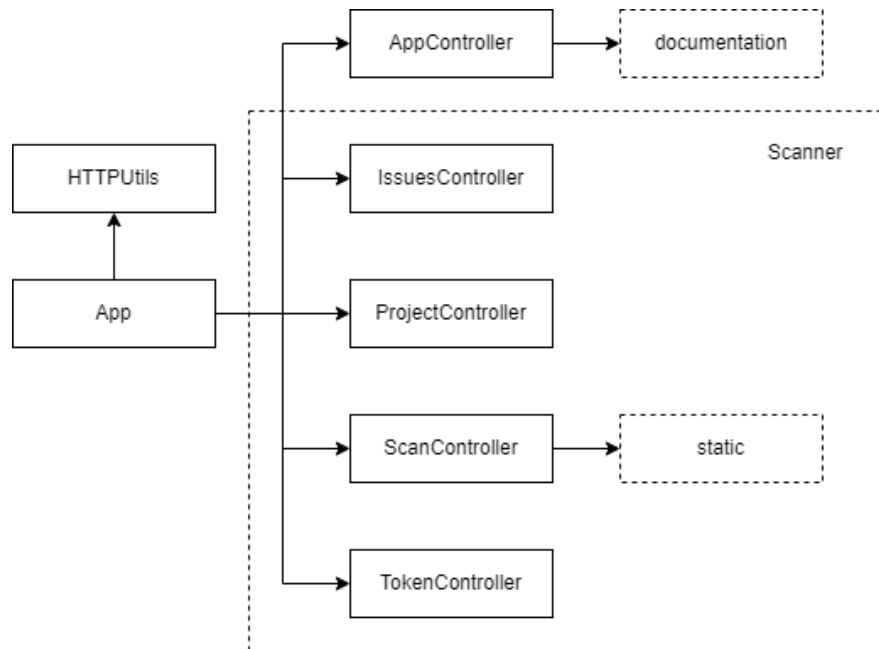 AppController
documentation
Scanner
HTTPUtils
IssuesController
App
ProjectController
ScanController
static
TokenController